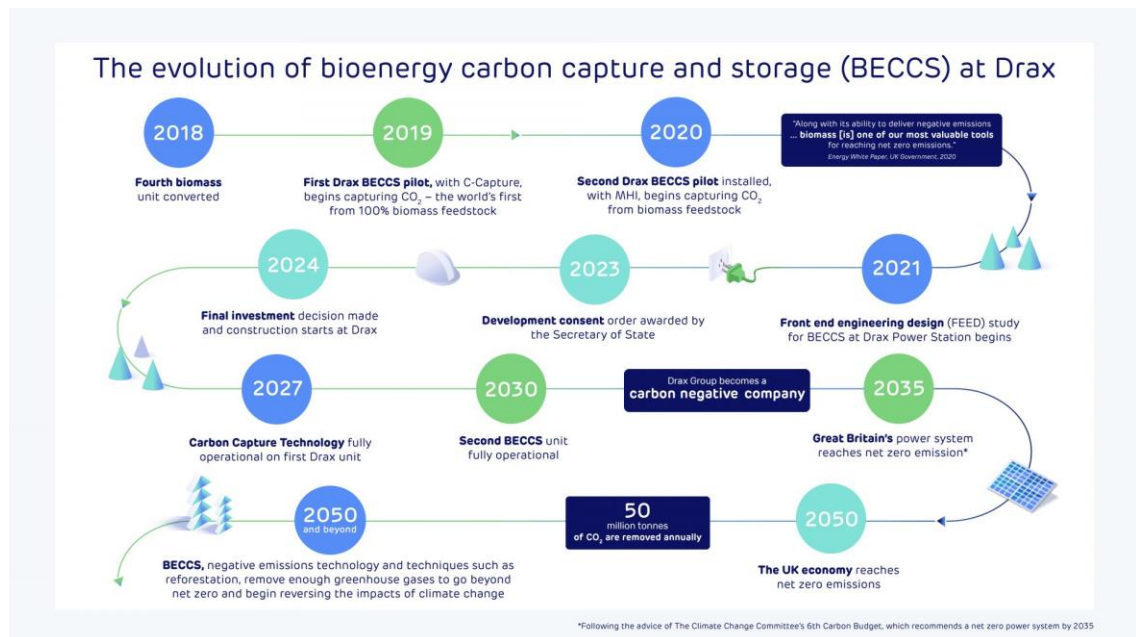 The evolution of bioenergy carbon capture and storage (BECCS) at Drax
2018
Fourth biomass
unit converted
2019
First Drax BECCS pilot, with C-Capture,
begins capturing CO₂ – the world's first
from 100% biomass feedstock
2020
Second Drax BECCS pilot installed,
with MHI, begins capturing CO₂
from biomass feedstock
"Along with its ability to deliver negative emissions
... biomass [is] one of our most valuable tools
for reaching net zero emissions."
Energy White Paper, UK Government, 2020
2021
Front end engineering design (FEED) study
for BECCS at Drax Power Station begins
2023
Development consent order awarded by
the Secretary of State
2024
Final investment decision made
and construction starts at Drax
2027
Carbon Capture Technology fully
operational on first Drax unit
2030
Second BECCS unit
fully operational
Drax Group becomes a
carbon negative company
2035
Great Britain's power system
reaches net zero emission*
2050
The UK economy reaches
net zero emissions
50
million tonnes
of CO₂ are removed annually
2050
and beyond
BECCS, negative emissions technology and techniques such as
reforestation, remove enough greenhouse gases to go beyond
net zero and begin reversing the impacts of climate change
*Following the advice of The Climate Change Committee's 6th Carbon Budget, which recommends a net zero power system by 2035